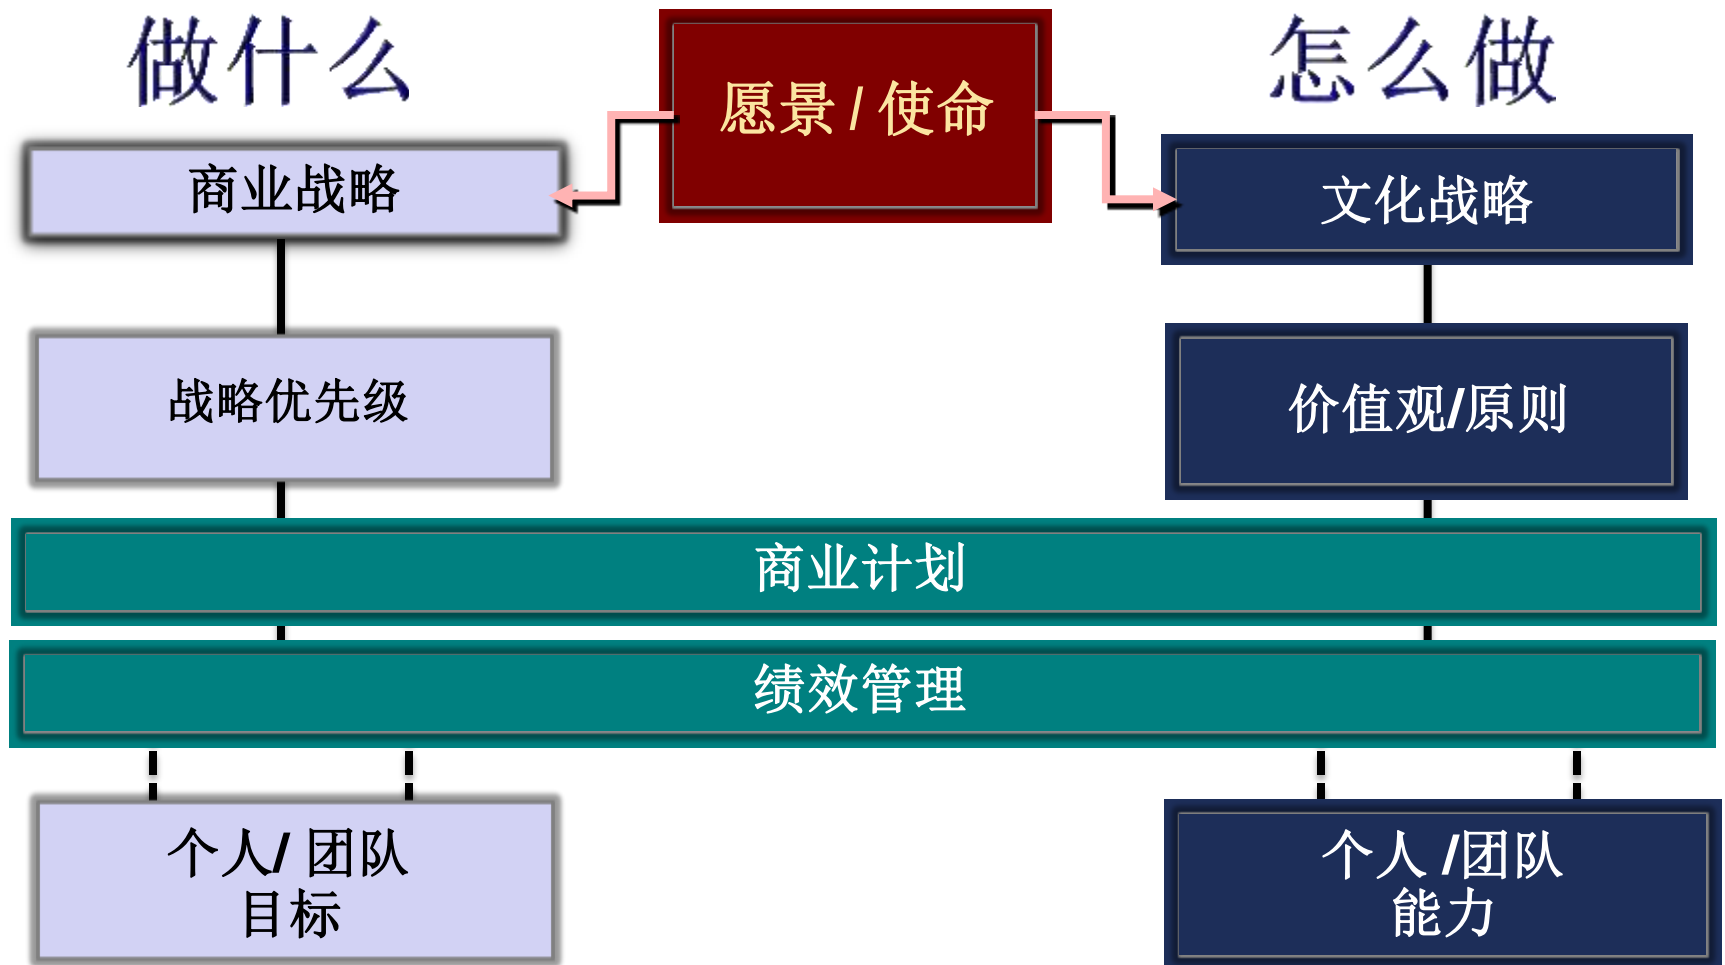 做什么
愿景 / 使命
怎么做
商业战略
文化战略
战略优先级
价值观/原则
商业计划
绩效管理
个人/ 团队
目标
个人 /团队
能力